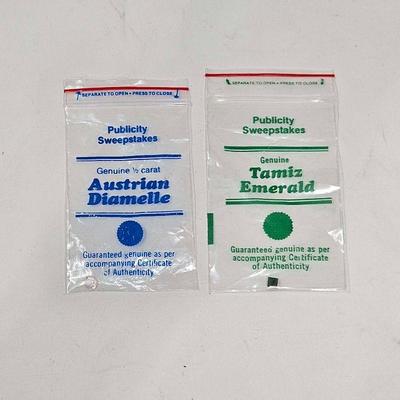 SEPARATE TO OPEN • PRESS TO CLOSE
Publicity
Sweepstakes
Genuine ½ carat
Austrian
Diamelle
Guaranteed genuine as per
accompanying Certificate
of Authenticity
SEPARATE TO OPEN • PRESS TO CLOSE
Publicity
Sweepstakes
Genuine
Tamiz
Emerald
Guaranteed genuine as per
accompanying Certificate
of Authenticity